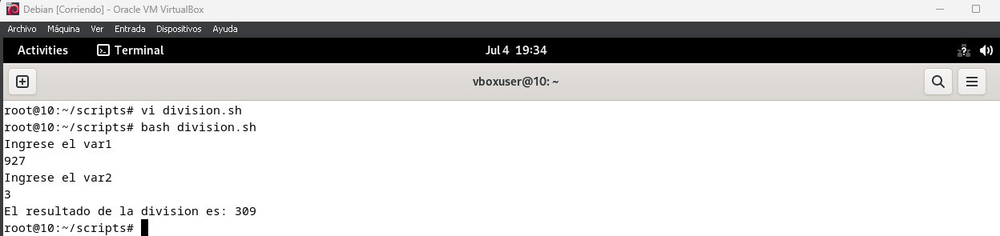 Debian [Corriendo] - Oracle VM VirtualBox
Archivo Máquina Ver Entrada Dispositivos Ayuda
Activities Terminal Jul 4 19:34
vboxuser@10: ~
root@10:~/scripts# vi division.sh
root@10:~/scripts# bash division.sh
Ingrese el var1
927
Ingrese el var2
3
El resultado de la division es: 309
root@10:~/scripts#